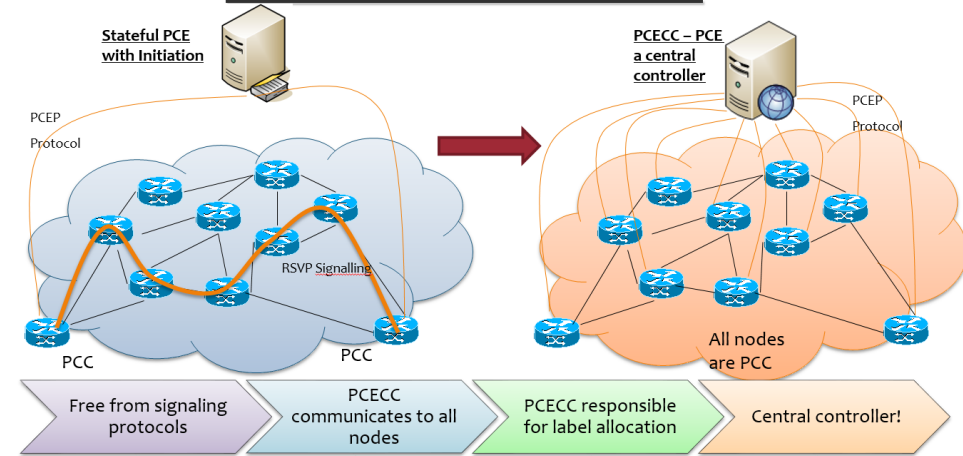 Stateful PCE
with Initiation
PCEP
Protocol
RSVP Signalling
PCC
PCC
PCECC – PCE
a central
controller
PCEP
Protocol
All nodes
are PCC
Free from signaling
protocols
PCECC
communicates to all
nodes
PCECC responsible
for label allocation
Central controller!